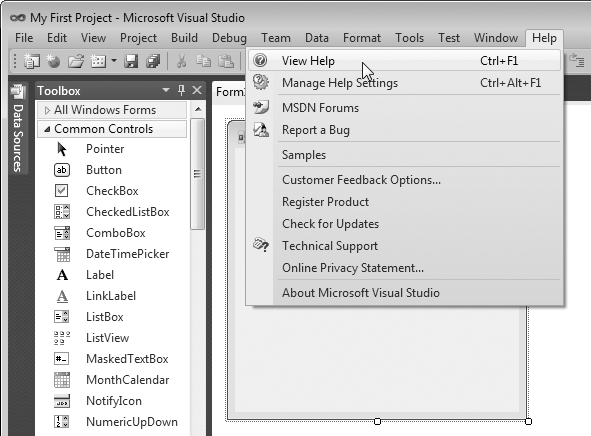 My First Project - Microsoft Visual Studio
File Edit View Project Build Debug Team Data Format Tools Test Window Help
Toolbox
All Windows Forms
Common Controls
Pointer
Button
CheckBox
CheckedListBox
ComboBox
DateTimePicker
Label
LinkLabel
ListBox
ListView
MaskedTextBox
MonthCalendar
NotifyIcon
NumericUpDown
Data Sources
View Help Ctrl+F1
Manage Help Settings Ctrl+Alt+F1
MSDN Forums
Report a Bug
Samples
Customer Feedback Options...
Register Product
Check for Updates
Technical Support
Online Privacy Statement...
About Microsoft Visual Studio